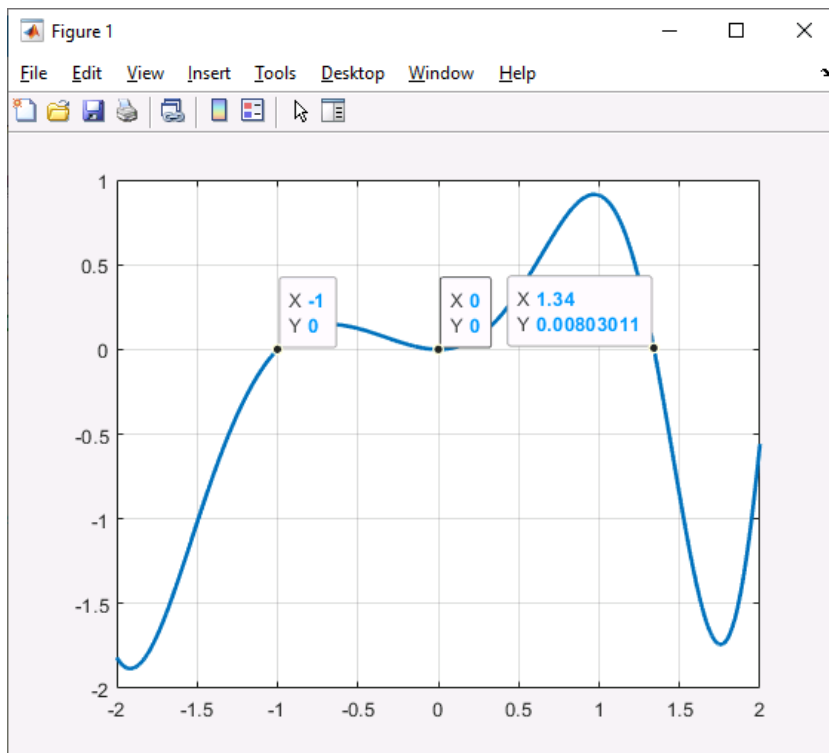 Figure 1
File Edit View Insert Tools Desktop Window Help
1
0.5
0
-0.5
-1
-1.5
-2
X -1
Y 0
X 0
Y 0
X 1.34
Y 0.00803011
-2 -1.5 -1 -0.5 0 0.5 1 1.5 2